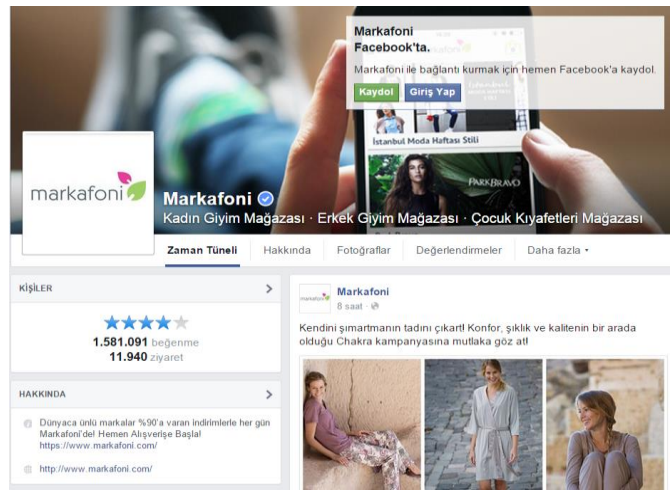 Markafoni
Facebook'ta.
Markafoni ile bağlantı kurmak için hemen Facebook'a kaydol.
Kaydol
Giriş Yap
İstanbul Moda Haftası Stili
PARKBRAVO
markafoni
Markafoni
Kadın Giyim Mağazası · Erkek Giyim Mağazası · Çocuk Kıyafetleri Mağazası
Zaman Tüneli
Hakkında
Fotoğraflar
Değerlendirmeler
Daha fazla
KİŞİLER
1.581.091 beğenme
11.940 ziyaret
HAKKINDA
Dünyaca ünlü markalar %90'a varan indirimlerle her gün
Markafoni'de! Hemen Alışverişe Başla!
https://www.markafoni.com/
http://www.markafoni.com/
markafoni
Markafoni
8 saat ·
Kendini şımartmanın tadını çıkart! Konfor, şıklık ve kalitenin bir arada
olduğu Chakra kampanyasına mutlaka göz at!